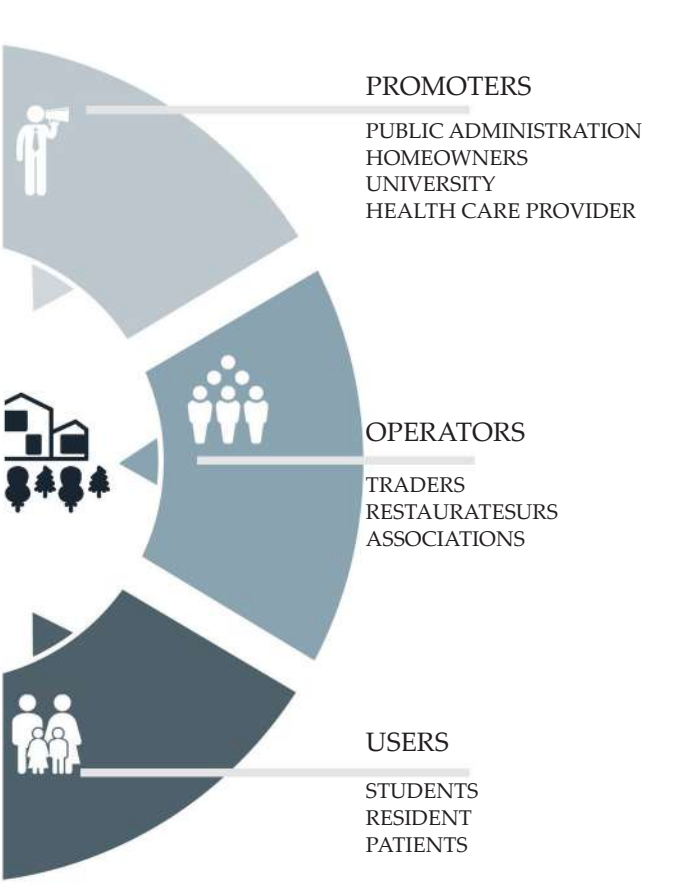 PROMOTERS
PUBLIC ADMINISTRATION
HOMEOWNERS
UNIVERSITY
HEALTH CARE PROVIDER
OPERATORS
TRADERS
RESTAURATESURS
ASSOCIATIONS
USERS
STUDENTS
RESIDENT
PATIENTS